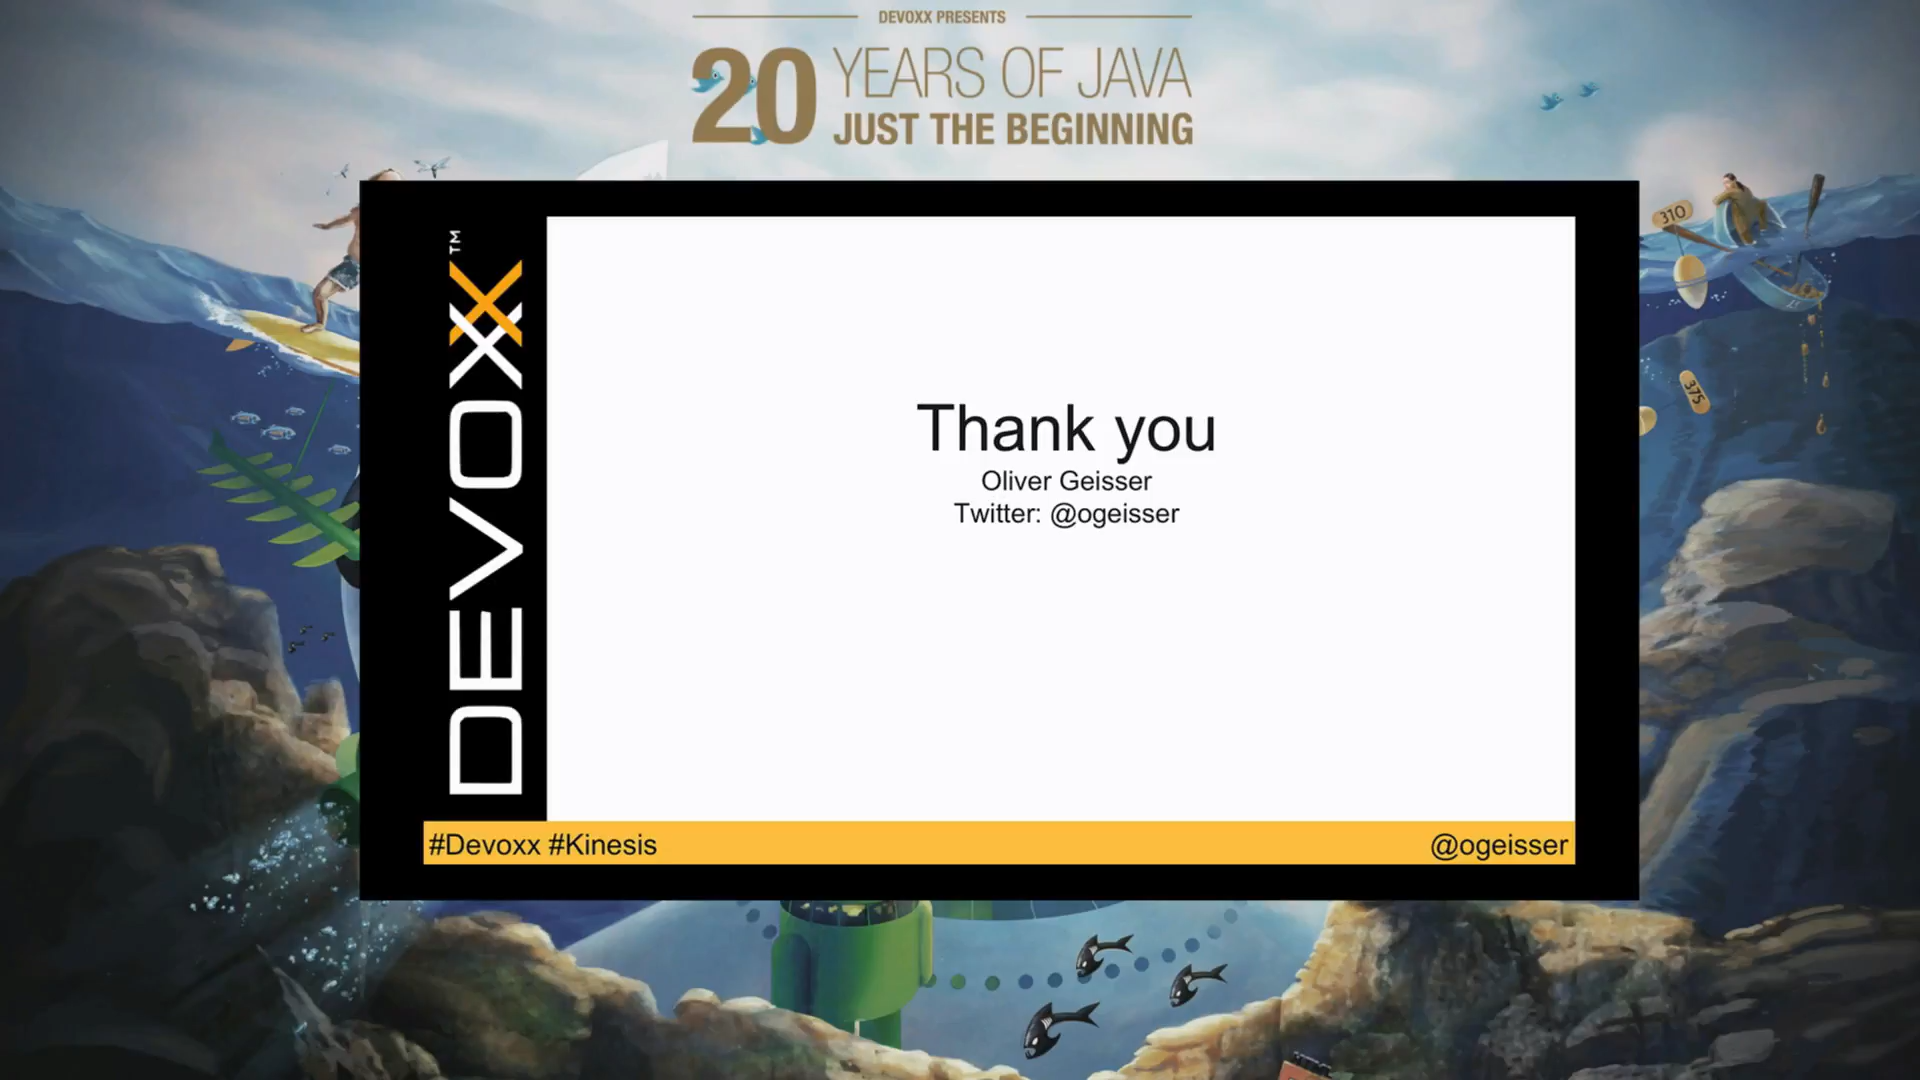 DEVOXX PRESENTS
20 YEARS OF JAVA
JUST THE BEGINNING
DEVOXX™
Thank you
Oliver Geisser
Twitter: @ogeisser
#Devoxx #Kinesis
@ogeisser
310
375